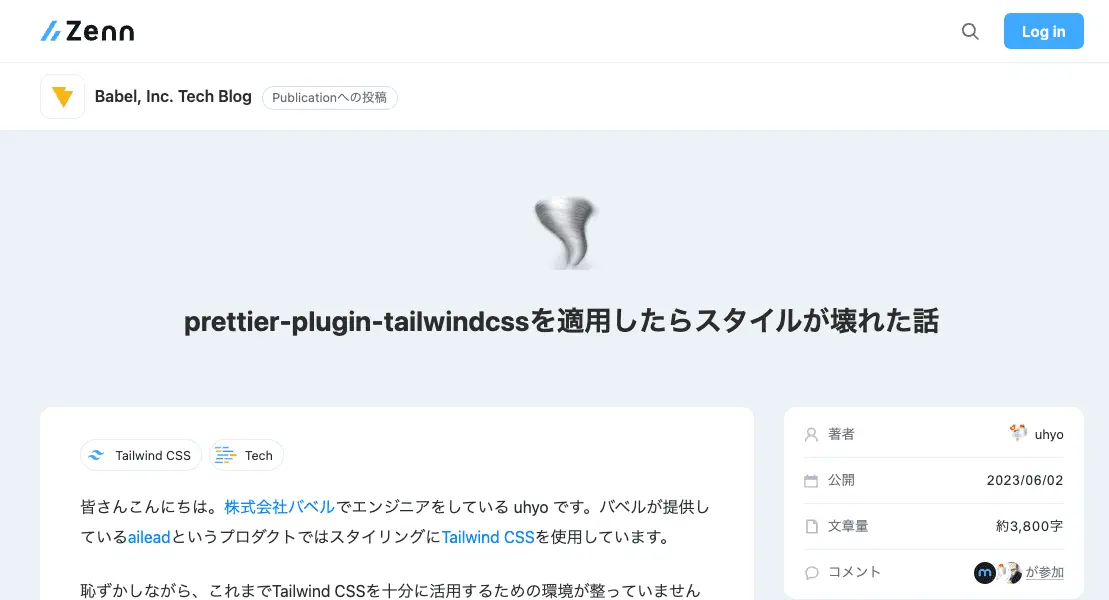 Zenn
Log in
Babel, Inc. Tech Blog
Publicationへの投稿
prettier-plugin-tailwindcssを適用したらスタイルが壊れた話
Tailwind CSS
Tech
皆さんこんにちは。株式会社バベルでエンジニアをしている uhyo です。バベルが提供し
ているaileadというプロダクトではスタイリングにTailwind CSSを使用しています。
恥ずかしながら、これまでTailwind CSSを十分に活用するための環境が整っていません
著者
uhyo
公開
2023/06/02
文章量
約3,800字
コメント
が参加